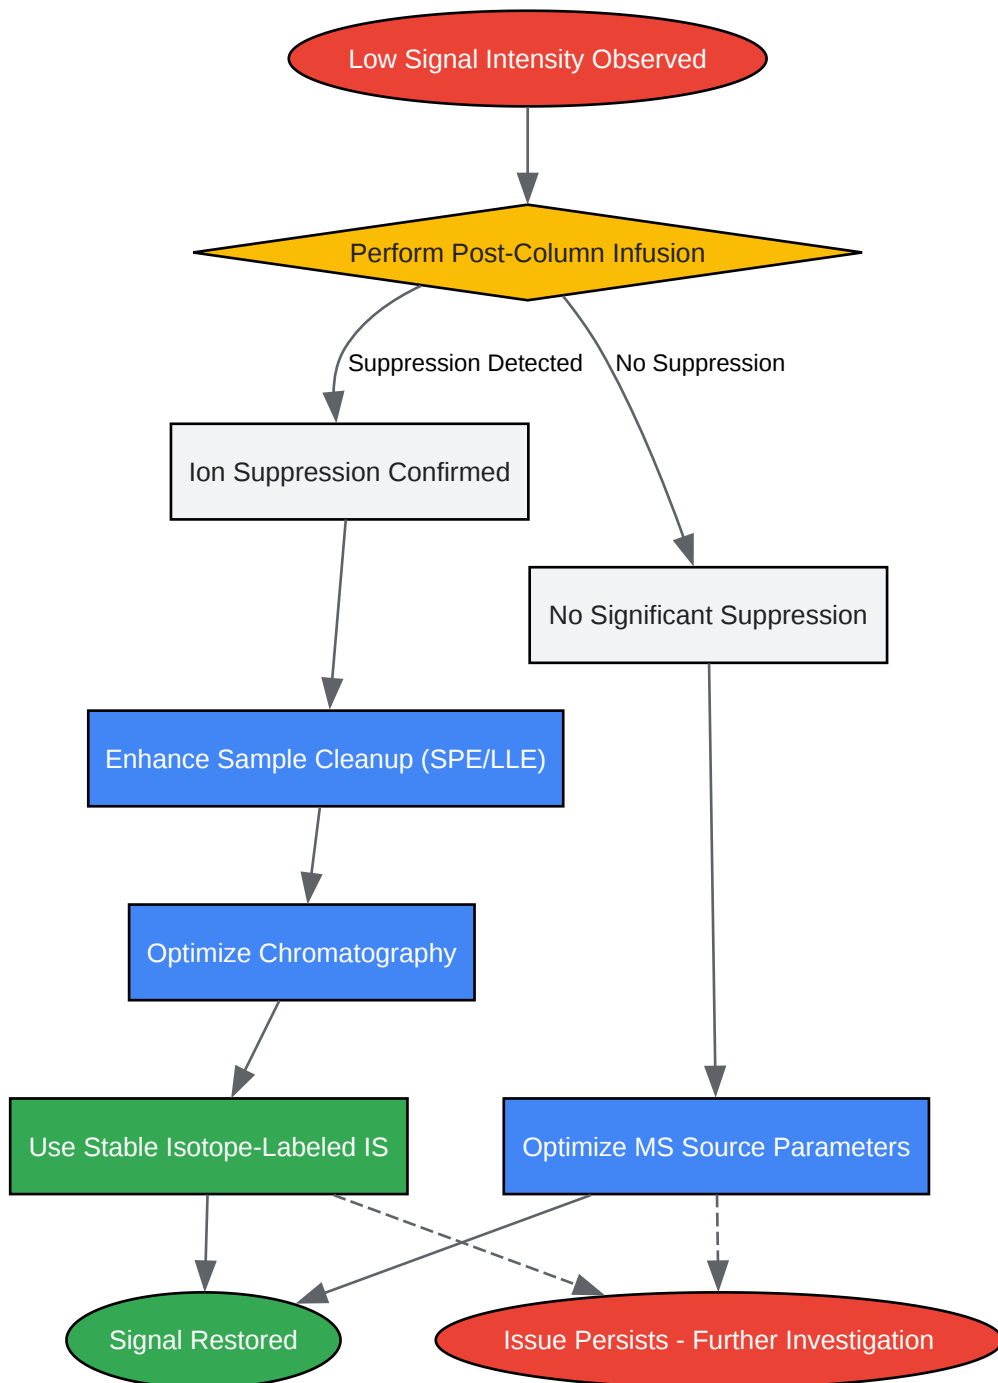 Low Signal Intensity Observed
Perform Post-Column Infusion
Suppression Detected
No Suppression
Ion Suppression Confirmed
No Significant Suppression
Enhance Sample Cleanup (SPE/LLE)
Optimize Chromatography
Use Stable Isotope-Labeled IS
Optimize MS Source Parameters
Signal Restored
Issue Persists - Further Investigation